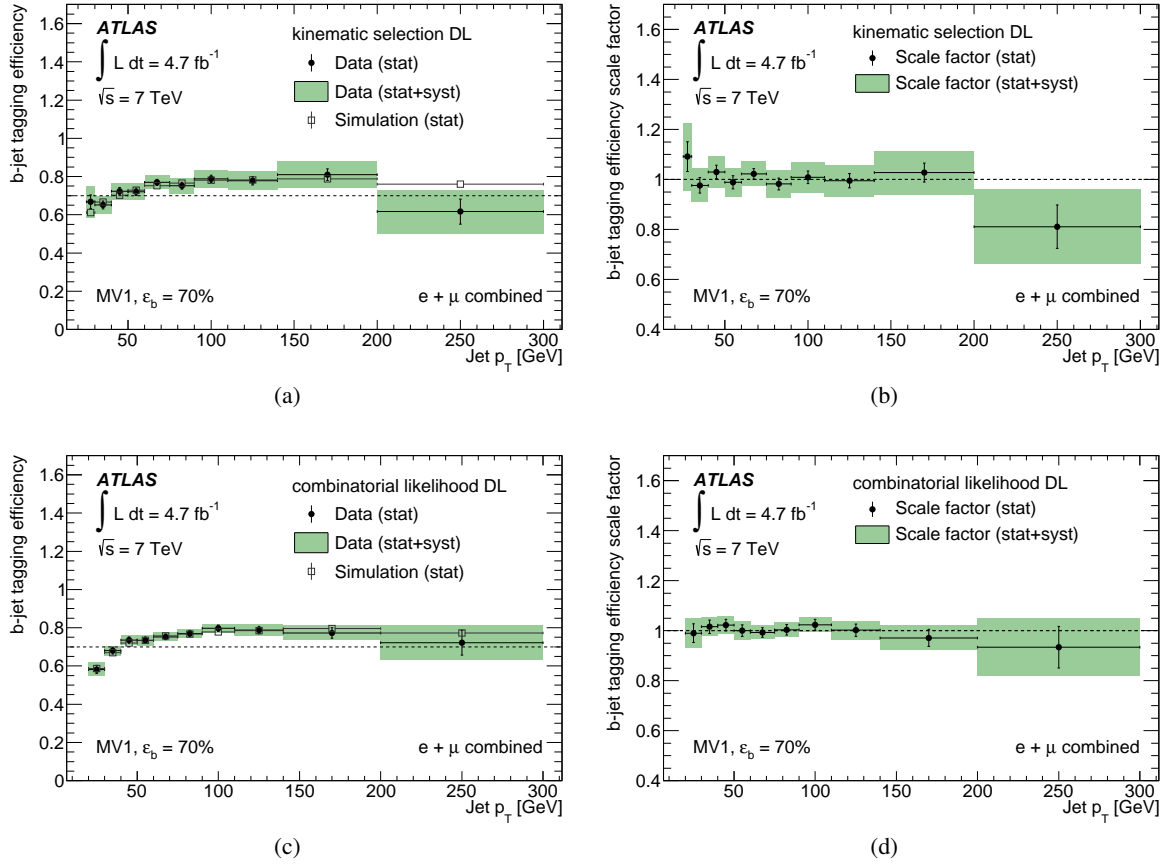 b-jet tagging efficiency
1.6
1.4
1.2
1
0.8
0.6
0.4
0.2
0
ATLAS
∫ L dt = 4.7 fb⁻¹
√s = 7 TeV
kinematic selection DL
Data (stat)
Data (stat+syst)
Simulation (stat)
MV1, ε_b = 70%
e + μ combined
50 100 150 200 250 300
Jet p_T [GeV]
(a)
b-jet tagging efficiency scale factor
1.6
1.4
1.2
1
0.8
0.6
0.4
ATLAS
∫ L dt = 4.7 fb⁻¹
√s = 7 TeV
kinematic selection DL
Scale factor (stat)
Scale factor (stat+syst)
MV1, ε_b = 70%
e + μ combined
50 100 150 200 250 300
Jet p_T [GeV]
(b)
b-jet tagging efficiency
1.6
1.4
1.2
1
0.8
0.6
0.4
0.2
0
ATLAS
∫ L dt = 4.7 fb⁻¹
√s = 7 TeV
combinatorial likelihood DL
Data (stat)
Data (stat+syst)
Simulation (stat)
MV1, ε_b = 70%
e + μ combined
50 100 150 200 250 300
Jet p_T [GeV]
(c)
b-jet tagging efficiency scale factor
1.6
1.4
1.2
1
0.8
0.6
0.4
ATLAS
∫ L dt = 4.7 fb⁻¹
√s = 7 TeV
combinatorial likelihood DL
Scale factor (stat)
Scale factor (stat+syst)
MV1, ε_b = 70%
e + μ combined
50 100 150 200 250 300
Jet p_T [GeV]
(d)